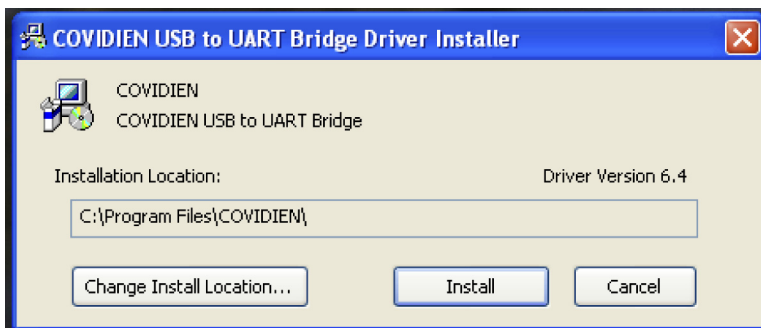 COVIDIEN USB to UART Bridge Driver Installer
COVIDIEN
COVIDIEN USB to UART Bridge
Installation Location:
Driver Version 6.4
C:\Program Files\COVIDIEN\
Change Install Location...
Install
Cancel